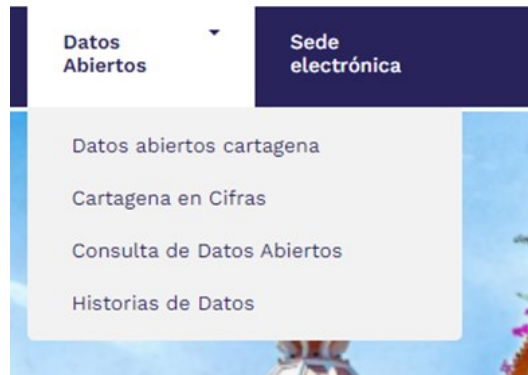 Datos
Abiertos
Sede
electrónica
Datos abiertos cartagena
Cartagena en Cifras
Consulta de Datos Abiertos
Historias de Datos